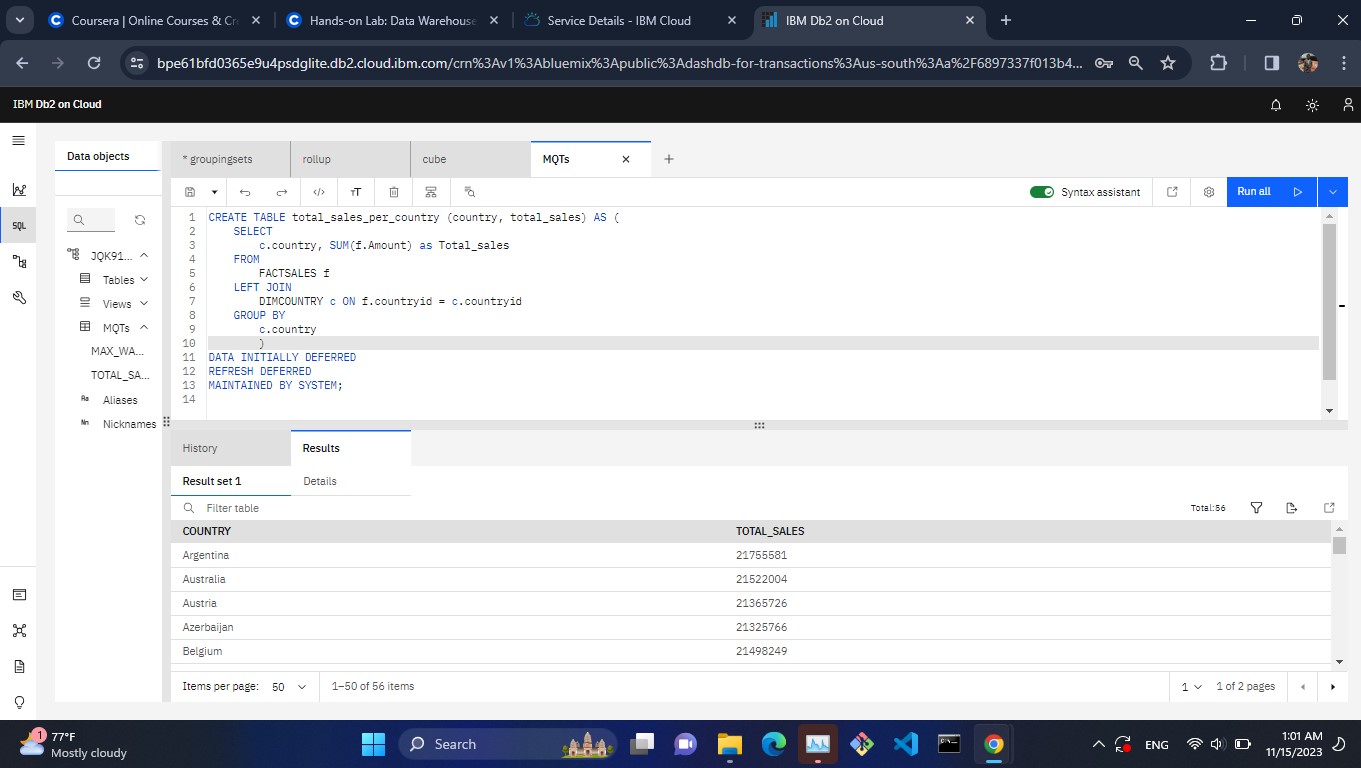 Coursera | Online Courses & Cr
Hands-on Lab: Data Warehouse
Service Details - IBM Cloud
IBM Db2 on Cloud
bpe61bfd0365e9u4psdglite.db2.cloud.ibm.com/crn%3Av1%3Abluemix%3Apublic%3Adashdb-for-transactions%3Aus-south%3Aa%2F6897337f013b4...
IBM Db2 on Cloud
Data objects
* groupingsets
rollup
cube
MQTs
Syntax assistant
Run all
SQL
JQK91...
Tables
Views
MQTs
MAX_WA...
TOTAL_SA...
Aa Aliases
Nn Nicknames
1 CREATE TABLE total_sales_per_country (country, total_sales) AS (
2 SELECT
3 c.country, SUM(f.Amount) as Total_sales
4 FROM
5 FACTSALES f
6 LEFT JOIN
7 DIMCOUNTRY c ON f.countryid = c.countryid
8 GROUP BY
9 c.country
10 )
11 DATA INITIALLY DEFERRED
12 REFRESH DEFERRED
13 MAINTAINED BY SYSTEM;
14
History
Results
Result set 1
Details
Filter table
Total:56
COUNTRY TOTAL_SALES
Argentina 21755581
Australia 21522004
Austria 21365726
Azerbaijan 21325766
Belgium 21498249
Items per page: 50
1–50 of 56 items
1
1 of 2 pages
1
77°F
Mostly cloudy
Search
ENG
1:01 AM
11/15/2023